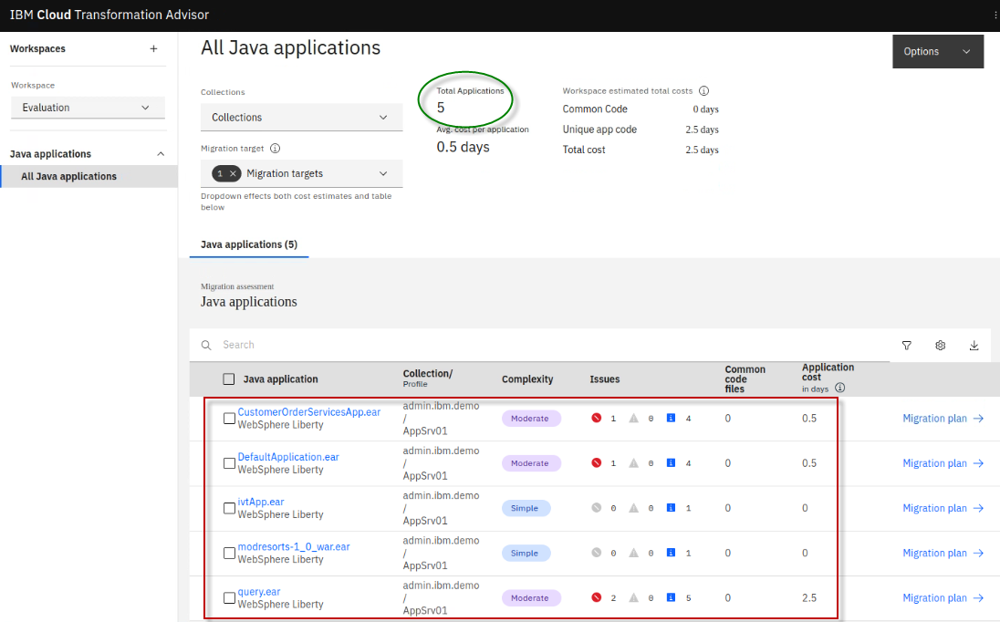 IBM Cloud Transformation Advisor
Workspaces
Workspace
Evaluation
Java applications
All Java applications
All Java applications
Options
Collections
Collections
Migration target
1 Migration targets
Dropdown effects both cost estimates and table
below
Total Applications
5
Avg. cost per application
0.5 days
Workspace estimated total costs
Common Code 0 days
Unique app code 2.5 days
Total cost 2.5 days
Java applications (5)
Migration assessment
Java applications
Search
Java application
Collection/
Profile
Complexity
Issues
Common
code
files
Application
cost
in days
CustomerOrderServicesApp.ear
WebSphere Liberty
admin.ibm.demo
/
AppSrv01
Moderate
1 0 4
0
0.5
Migration plan
DefaultApplication.ear
WebSphere Liberty
admin.ibm.demo
/
AppSrv01
Moderate
1 0 4
0
0.5
Migration plan
ivtApp.ear
WebSphere Liberty
admin.ibm.demo
/
AppSrv01
Simple
0 0 1
0
0
Migration plan
modresorts-1_0_war.ear
WebSphere Liberty
admin.ibm.demo
/
AppSrv01
Simple
0 0 1
0
0
Migration plan
query.ear
WebSphere Liberty
admin.ibm.demo
/
AppSrv01
Moderate
2 0 5
0
2.5
Migration plan